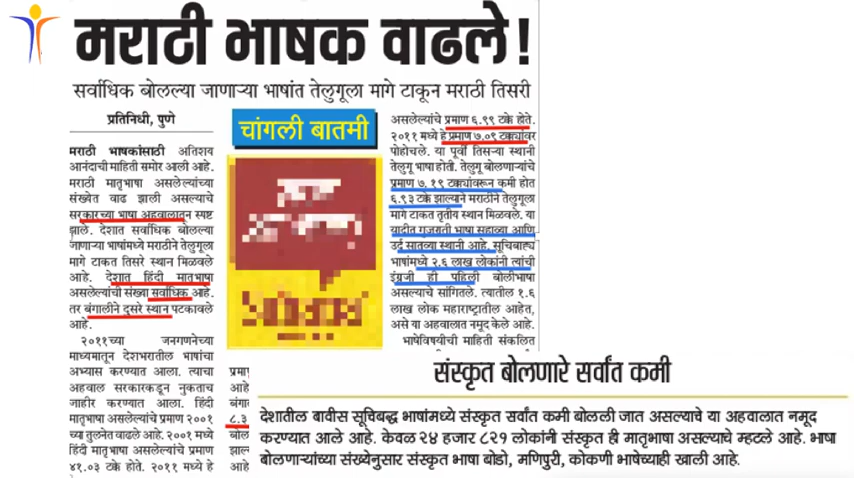 मराठी भाषक वाढले!
सर्वाधिक बोलल्या जाणाऱ्या भाषांत तेलुगूला मागे टाकून मराठी तिसरी
प्रतिनिधी, पुणे
मराठी भाषकांसाठी अतिशय
आनंदाची माहिती समोर आली आहे.
मराठी मातृभाषा असलेल्यांच्या
संख्येत वाढ झाली असल्याचे
सरकारच्या भाषा अहवालातून स्पष्ट
झाले. देशात सर्वाधिक बोलल्या
जाणाऱ्या भाषांमध्ये मराठीने तेलुगूला
मागे टाकत तिसरे स्थान मिळवले
आहे. देशात हिंदी मातृभाषा
असलेल्यांची संख्या सर्वाधिक आहे.
तर बंगालीने दुसरे स्थान पटकावले
आहे.
२०११च्या जनगणनेच्या
माध्यमातून देशभरातील भाषांचा
अभ्यास करण्यात आला. त्याचा
अहवाल सरकारकडून नुकताच
जाहीर करण्यात आला. हिंदी
मातृभाषा असलेल्यांचे प्रमाण २००१
च्या तुलनेत वाढले आहे. २००१ मध्ये
हिंदी मातृभाषा असलेल्यांचे प्रमाण
४१.०३ टक्के होते. २०११ मध्ये हे
चांगली बातमी
प्रमा
आहे
बंगा
८.३
बोल
झाल
आहे
असलेल्यांचे प्रमाण ६.९९ टक्के होते.
२०११ मध्ये हे प्रमाण ७.०९ टक्क्यांवर
पोहोचले. या पूर्वी तिसऱ्या स्थानी
तेलुगू भाषा होती. तेलुगू बोलणाऱ्यांचे
प्रमाण ७.१९ टक्क्यांवरून कमी होत
६.९३ टक्के झाल्याने मराठीने तेलुगूला
मागे टाकत तृतीय स्थान मिळवले. या
यादीत गुजराती भाषा सहाव्या आणि
उर्दू सातव्या स्थानी आहे. सूचिबाह्य
भाषांमध्ये २.६ लाख लोकांनी त्यांची
इंग्रजी ही पहिली बोलीभाषा
असल्याचे सांगितले. त्यातील १.६
लाख लोक महाराष्ट्रातील आहेत,
असे या अहवालात नमूद केले आहे.
भाषेविषयीची माहिती संकलित
संस्कृत बोलणारे सर्वांत कमी
देशातील बावीस सूचिबद्ध भाषांमध्ये संस्कृत सर्वांत कमी बोलली जात असल्याचे या अहवालात नमूद
करण्यात आले आहे. केवळ २४ हजार ८२१ लोकांनी संस्कृत ही मातृभाषा असल्याचे म्हटले आहे. भाषा
बोलणाऱ्यांच्या संख्येनुसार संस्कृत भाषा बोडो, मणिपुरी, कोकणी भाषेच्याही खाली आहे.